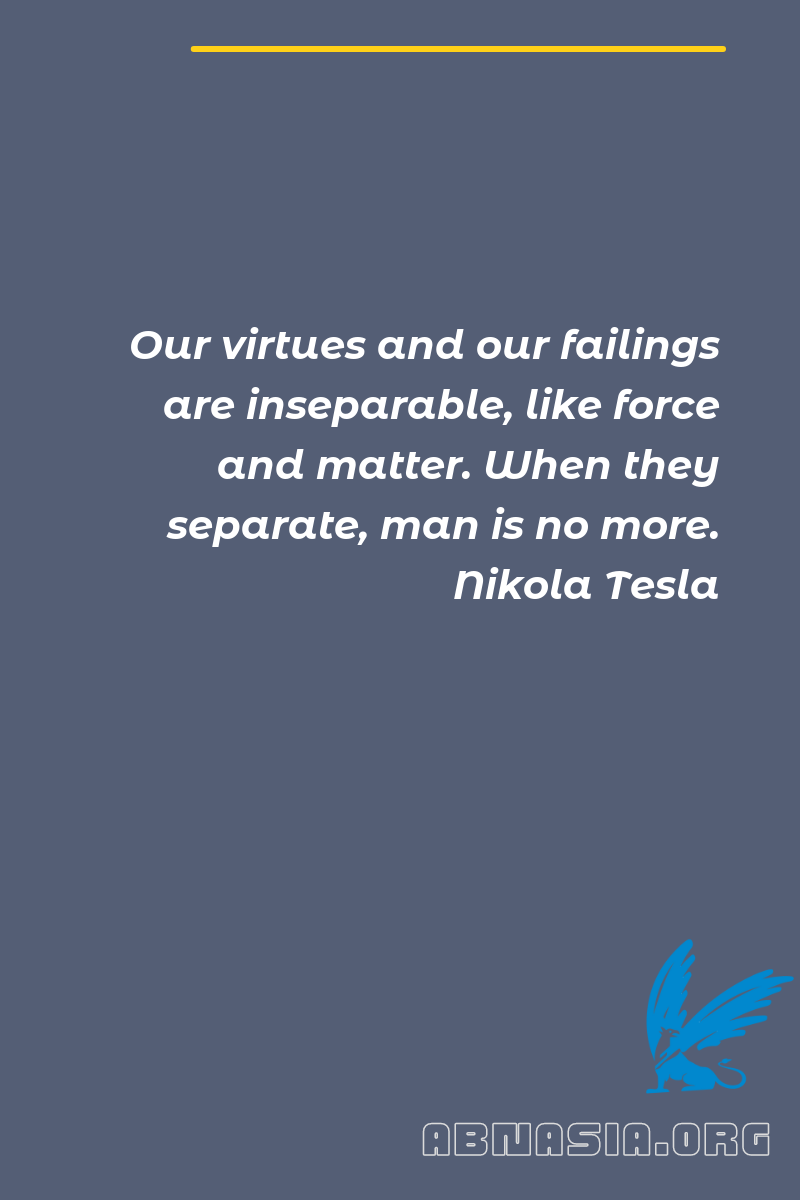 Our virtues and our failings
are inseparable, like force
and matter. When they
separate, man is no more.
Nikola Tesla
ABNASIA.ORG